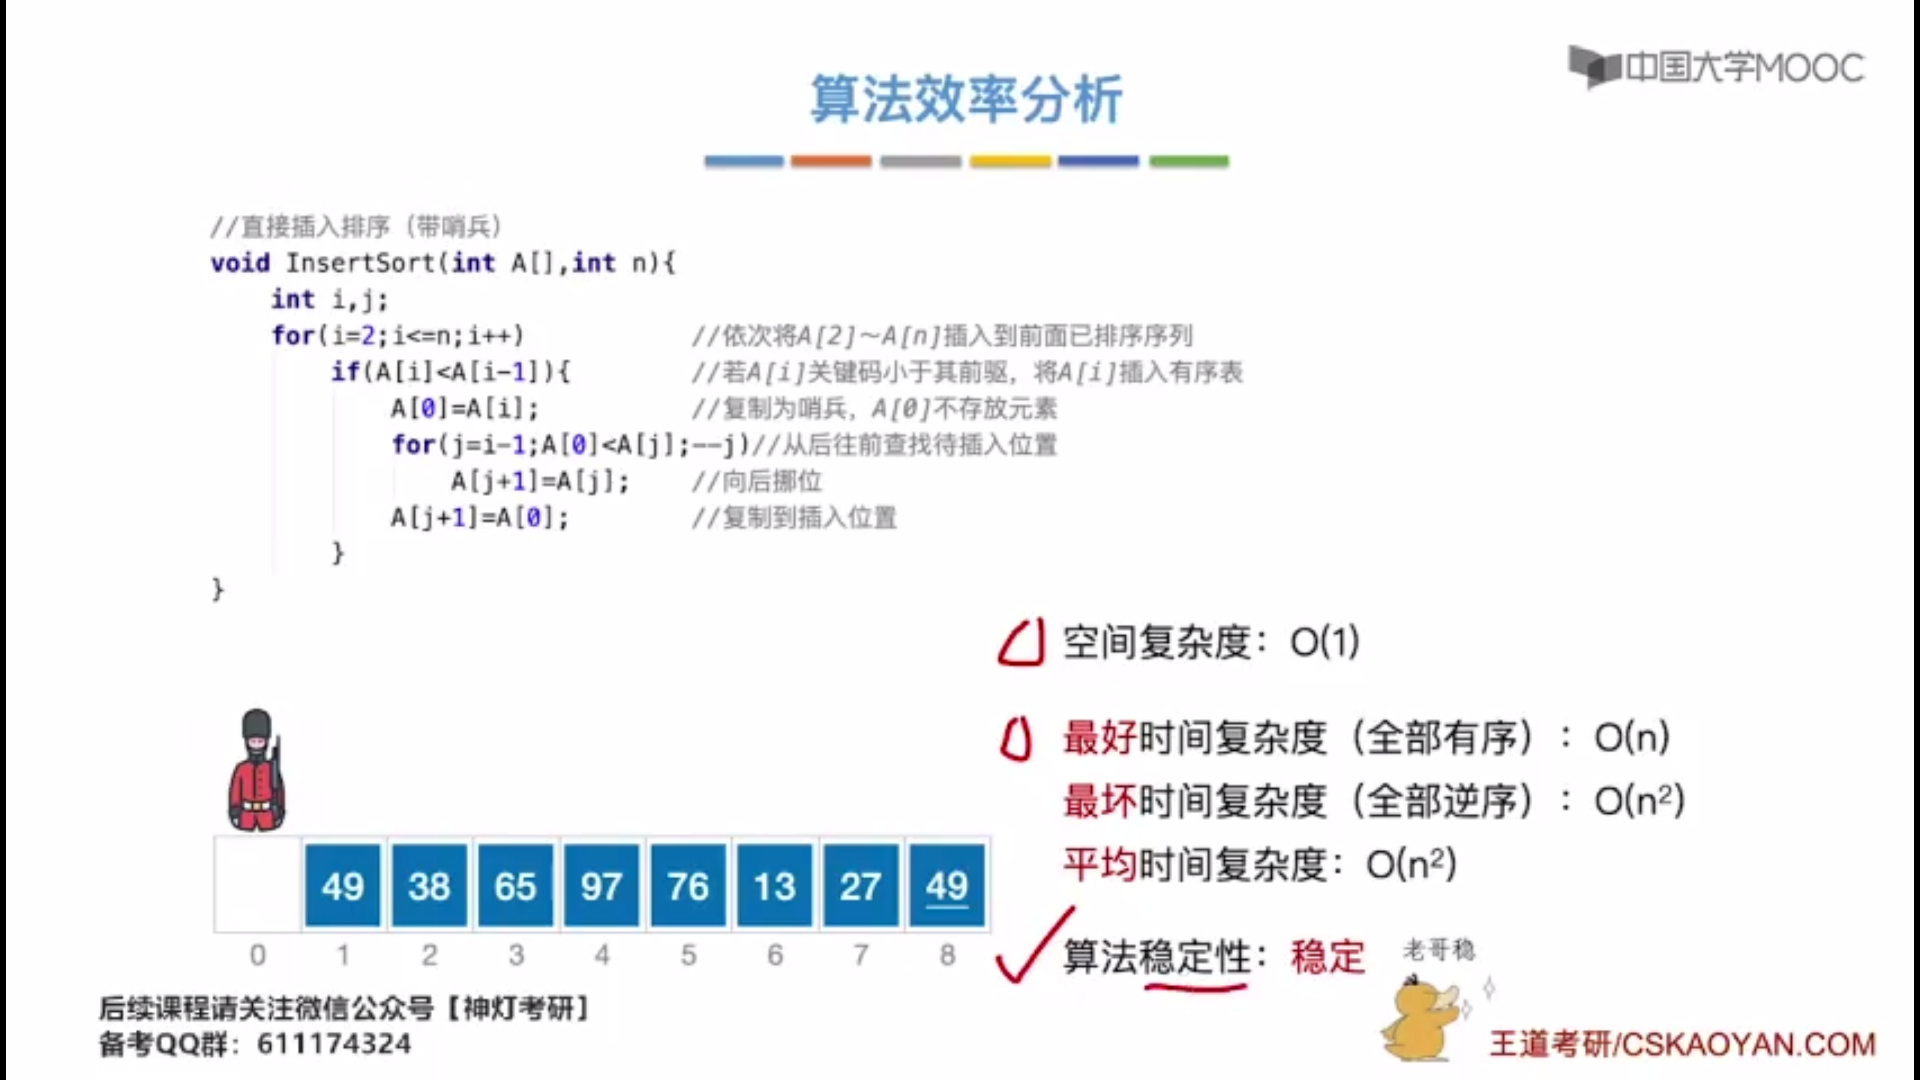 中国大学MOOC
算法效率分析
//直接插入排序（带哨兵）
void InsertSort(int A[],int n){
int i,j;
for(i=2;i<=n;i++) //依次将A[2]～A[n]插入到前面已排序序列
if(A[i]<A[i-1]){ //若A[i]关键码小于其前驱，将A[i]插入有序表
A[0]=A[i]; //复制为哨兵，A[0]不存放元素
for(j=i-1;A[0]<A[j];--j)//从后往前查找待插入位置
A[j+1]=A[j]; //向后挪位
A[j+1]=A[0]; //复制到插入位置
}
}
空间复杂度：O(1)
最好时间复杂度（全部有序）：O(n)
最坏时间复杂度（全部逆序）：O(n²)
平均时间复杂度：O(n²)
算法稳定性：稳定
老哥稳
49 38 65 97 76 13 27 49
0 1 2 3 4 5 6 7 8
后续课程请关注微信公众号【神灯考研】
备考QQ群：611174324
王道考研/CSKAOYAN.COM